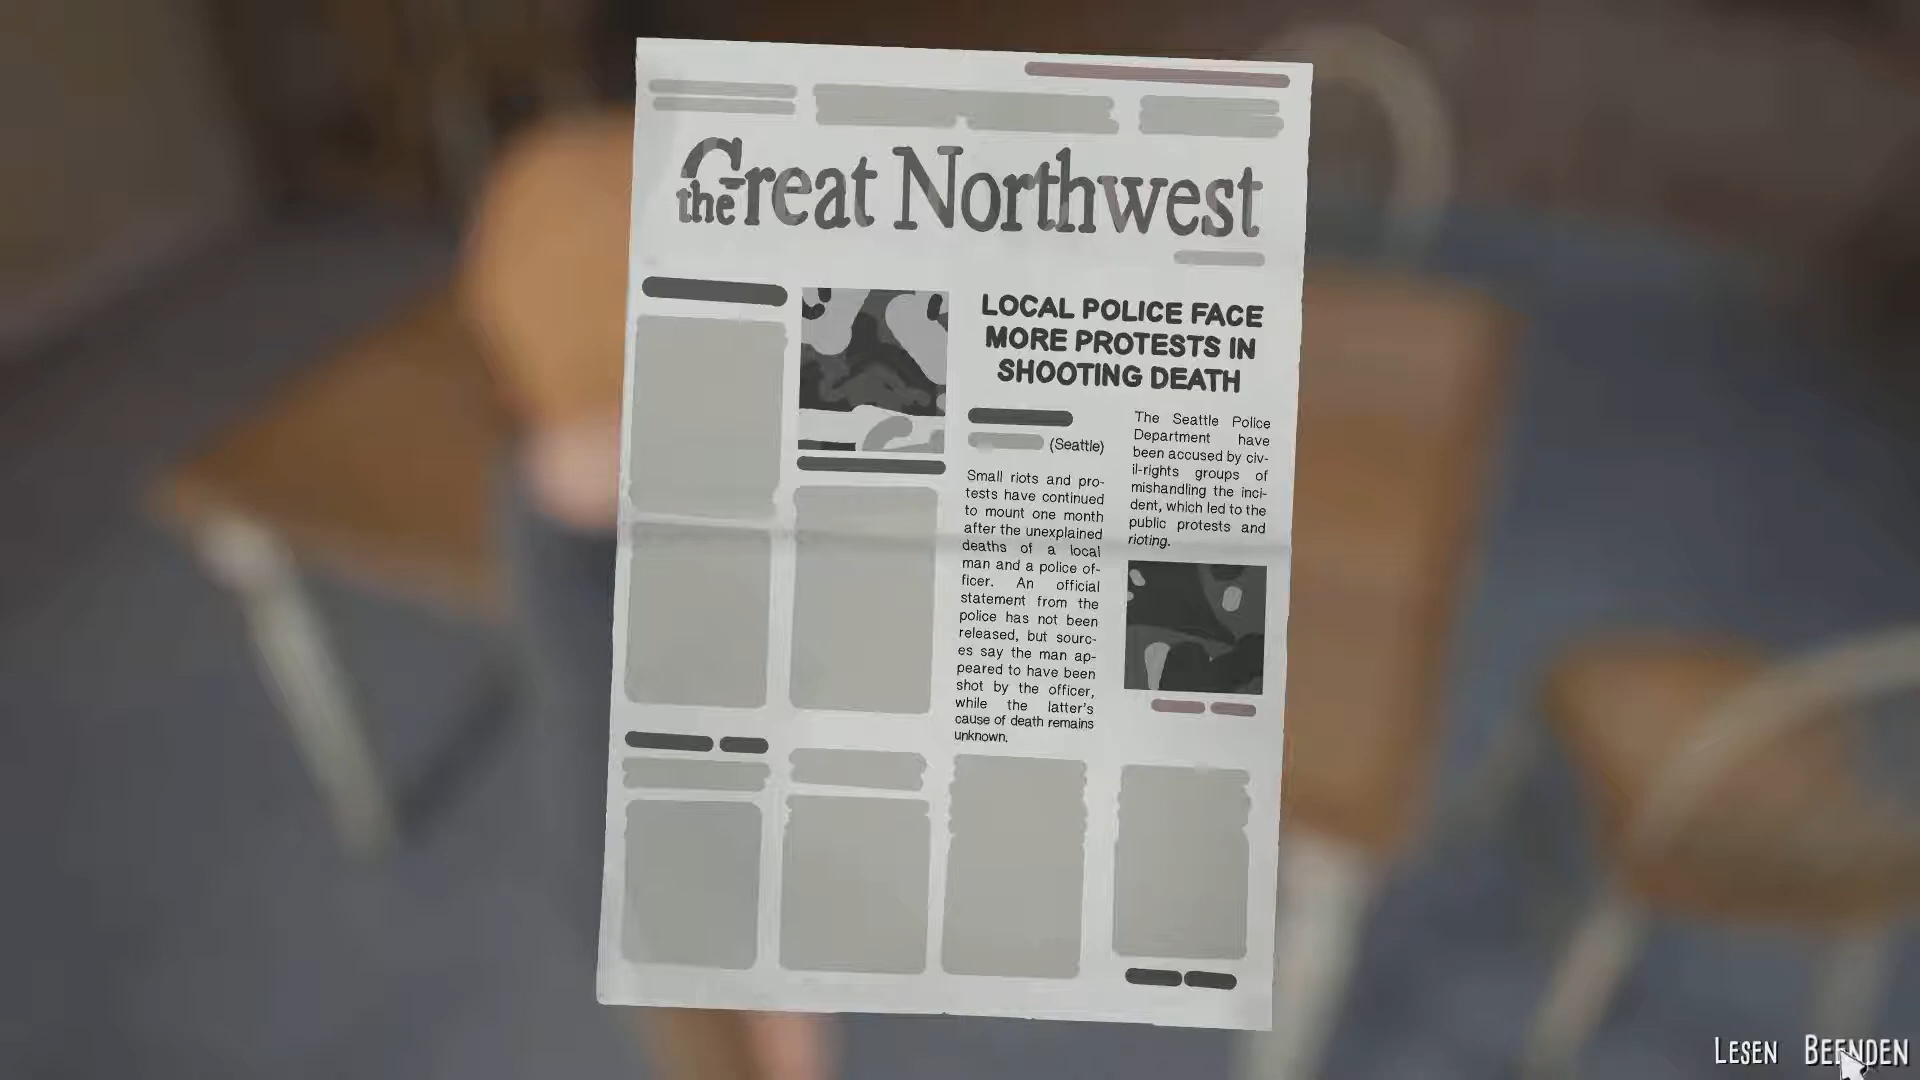 the Great Northwest
LOCAL POLICE FACE
MORE PROTESTS IN
SHOOTING DEATH
(Seattle)
Small riots and pro-
tests have continued
to mount one month
after the unexplained
deaths of a local
man and a police of-
ficer. An official
statement from the
police has not been
released, but sourc-
es say the man ap-
peared to have been
shot by the officer,
while the latter's
cause of death remains
unknown.
The Seattle Police
Department have
been accused by civ-
il-rights groups of
mishandling the inci-
dent, which led to the
public protests and
rioting.
LESEN BEENDEN